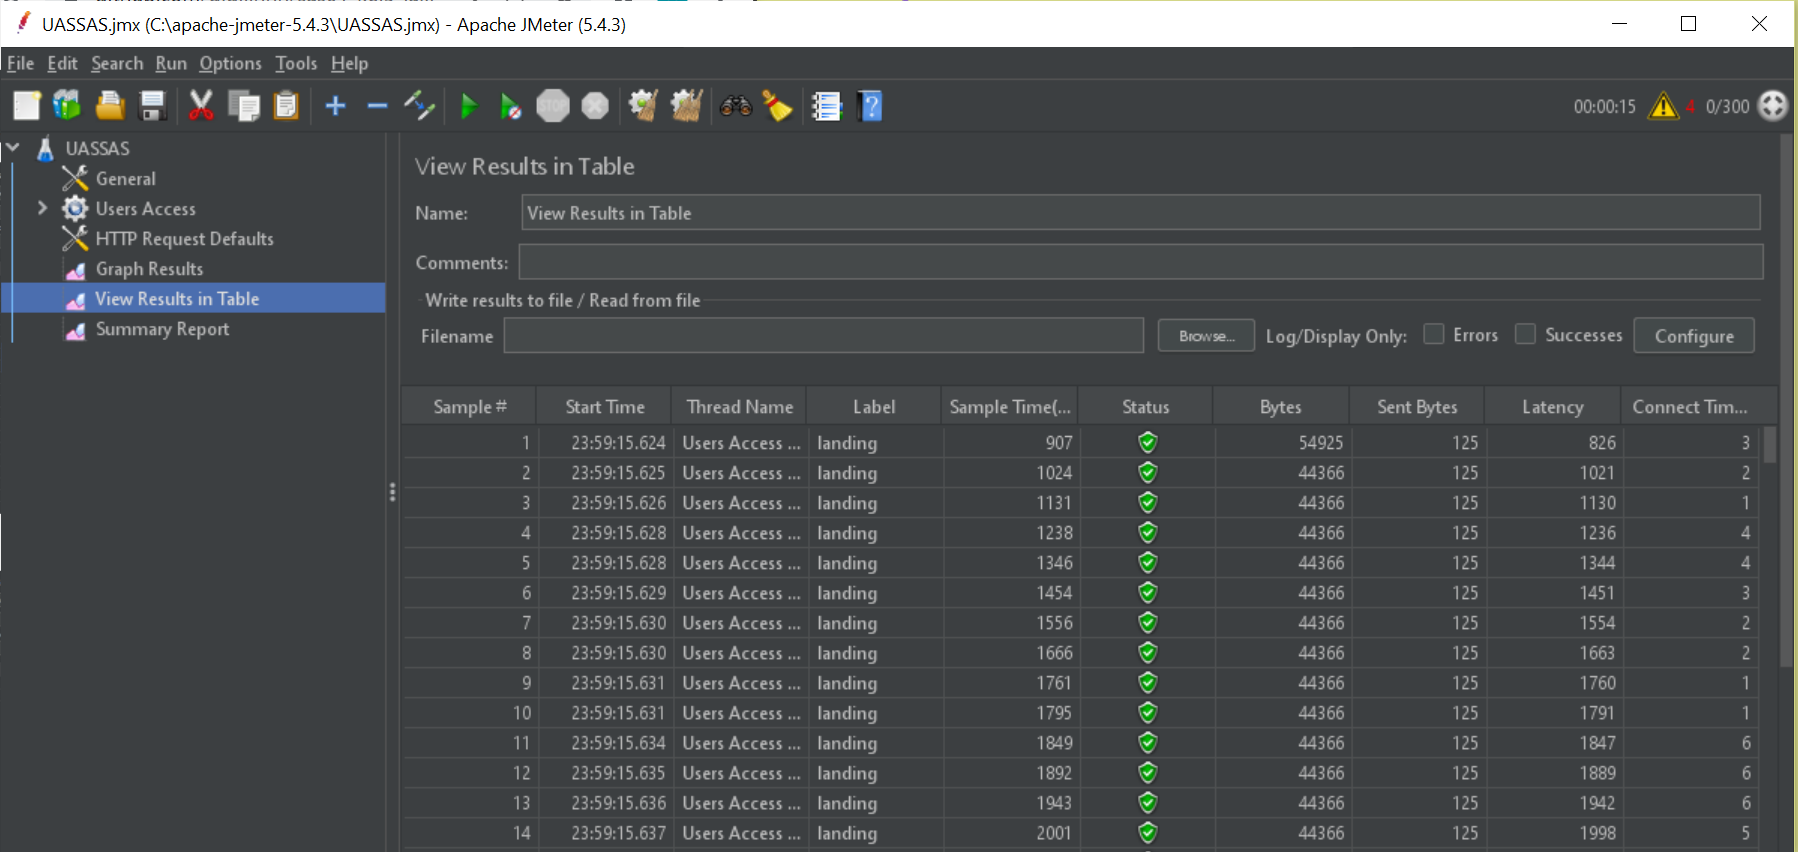 UASSAS.jmx (C:\apache-jmeter-5.4.3\UASSAS.jmx) - Apache JMeter (5.4.3)
File Edit Search Run Options Tools Help
STOP 00:00:15 4 0/300
UASSAS
General
Users Access
HTTP Request Defaults
Graph Results
View Results in Table
Summary Report
View Results in Table
Name: View Results in Table
Comments:
Write results to file / Read from file
Filename Browse... Log/Display Only: Errors Successes Configure
Sample # Start Time Thread Name Label Sample Time(... Status Bytes Sent Bytes Latency Connect Tim...
1 23:59:15.624 Users Access ... landing 907 54925 125 826 3
2 23:59:15.625 Users Access ... landing 1024 44366 125 1021 2
3 23:59:15.626 Users Access ... landing 1131 44366 125 1130 1
4 23:59:15.628 Users Access ... landing 1238 44366 125 1236 4
5 23:59:15.628 Users Access ... landing 1346 44366 125 1344 4
6 23:59:15.629 Users Access ... landing 1454 44366 125 1451 3
7 23:59:15.630 Users Access ... landing 1556 44366 125 1554 2
8 23:59:15.630 Users Access ... landing 1666 44366 125 1663 2
9 23:59:15.631 Users Access ... landing 1761 44366 125 1760 1
10 23:59:15.631 Users Access ... landing 1795 44366 125 1791 1
11 23:59:15.634 Users Access ... landing 1849 44366 125 1847 6
12 23:59:15.635 Users Access ... landing 1892 44366 125 1889 6
13 23:59:15.636 Users Access ... landing 1943 44366 125 1942 6
14 23:59:15.637 Users Access ... landing 2001 44366 125 1998 5